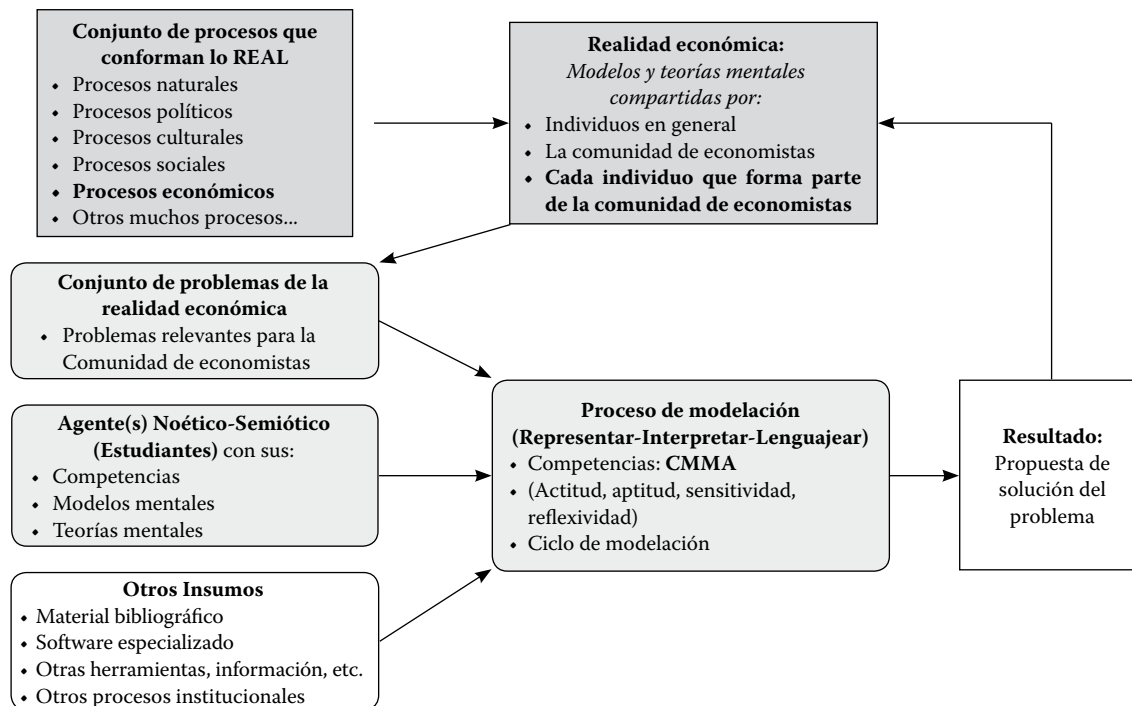 Conjunto de procesos que
conforman lo REAL
• Procesos naturales
• Procesos políticos
• Procesos culturales
• Procesos sociales
• Procesos económicos
• Otros muchos procesos...
Realidad económica:
Modelos y teorías mentales
compartidas por:
• Individuos en general
• La comunidad de economistas
• Cada individuo que forma parte
de la comunidad de economistas
Conjunto de problemas de la
realidad económica
• Problemas relevantes para la
Comunidad de economistas
Agente(s) Noético-Semiótico
(Estudiantes) con sus:
• Competencias
• Modelos mentales
• Teorías mentales
Otros Insumos
• Material bibliográfico
• Software especializado
• Otras herramientas, información, etc.
• Otros procesos institucionales
Proceso de modelación
(Representar-Interpretar-Lenguajear)
• Competencias: CMMA
• (Actitud, aptitud, sensitividad,
reflexividad)
• Ciclo de modelación
Resultado:
Propuesta de
solución del
problema